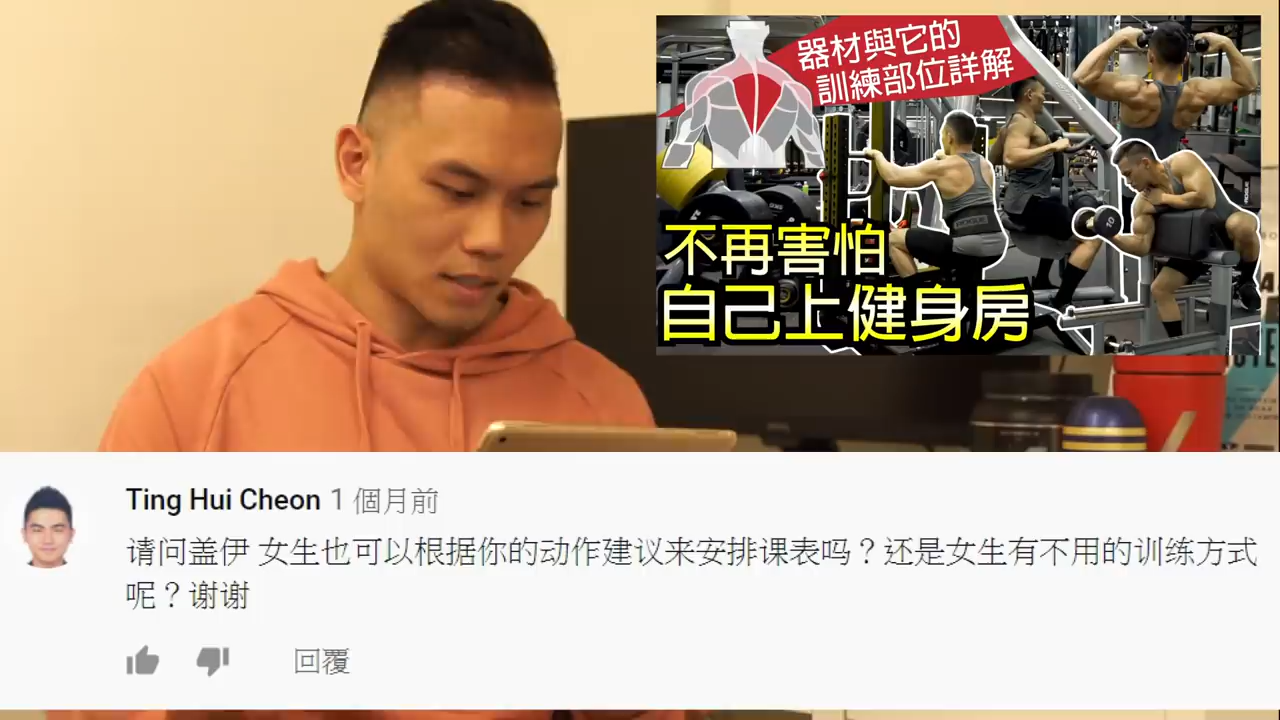 器材與它的
訓練部位詳解
不再害怕
自己上健身房
Ting Hui Cheon 1 個月前
请问盖伊 女生也可以根据你的动作建议来安排课表吗？还是女生有不用的训练方式
呢？谢谢
回覆